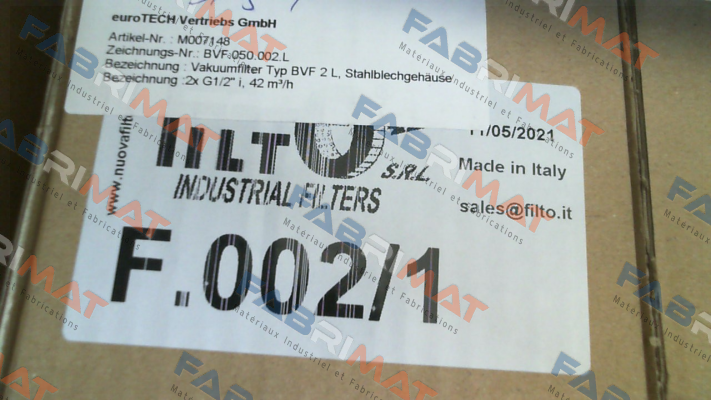 euroTECH Vertriebs GmbH
Artikel-Nr. : M007148
Zeichnungs-Nr.: BVF.050.002.L
Bezeichnung : Vakuumfilter Typ BVF 2 L, Stahlblechgehäuse
Bezeichnung :2x G1/2" i, 42 m³/h
11/05/2021
FILTO S.R.L.
Made in Italy
INDUSTRIAL FILTERS
sales@filto.it
www.nuovafilto
F.002/1
FABRIMAT
Matériaux Industriel et Fabrications